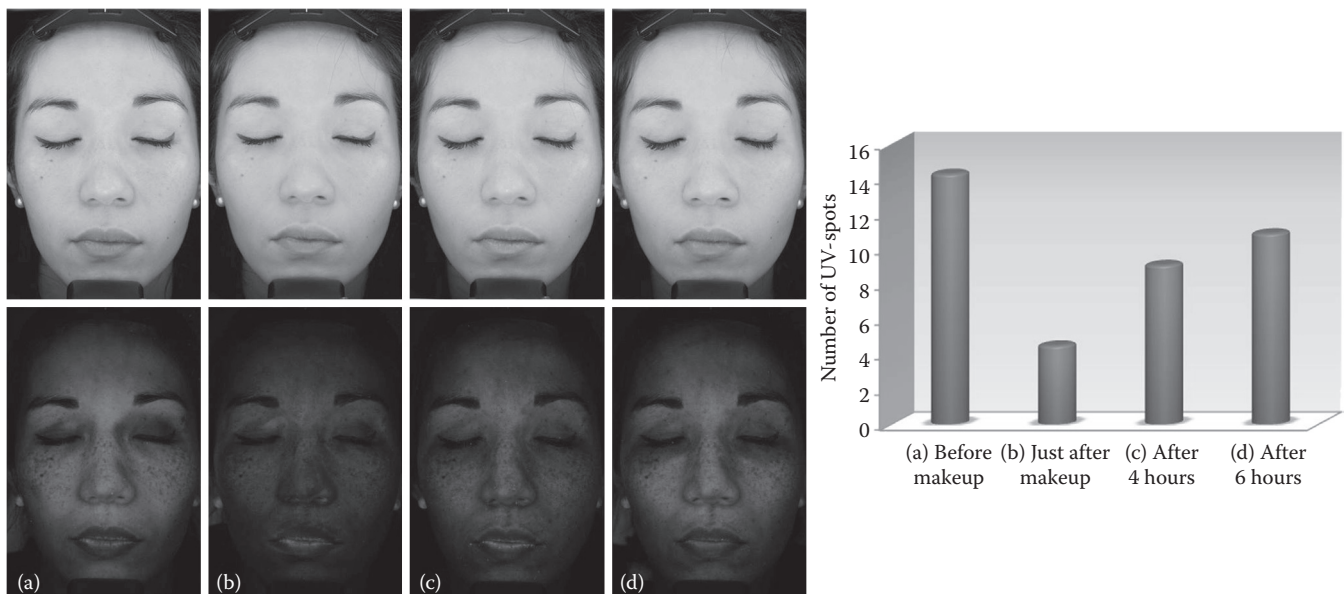 (a)
(b)
(c)
(d)
Number of UV-spots
16
14
12
10
8
6
4
2
0
(a) Before
makeup
(b) Just after
makeup
(c) After
4 hours
(d) After
6 hours